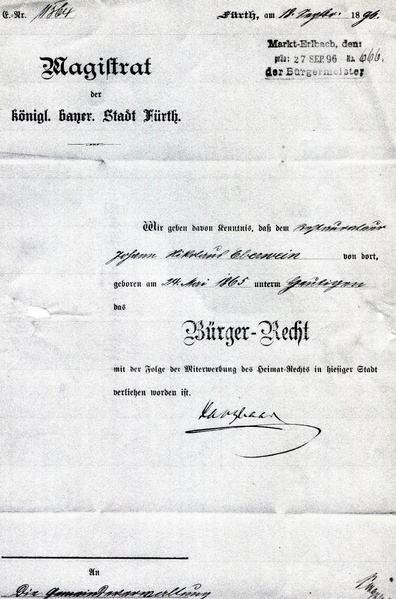 E.-Nr.
Fürth, am 18. Septbr. 1896.
Markt-Erlbach, den:
präs: 27 SEP. 96 No. 666.
der Bürgermeister
Magistrat
der
königl. bayer. Stadt Fürth.
Wir geben davon Kenntnis, daß dem Restaurateur
Johann Nikolaus Eberwein von dort,
geboren am 24. Mai 1865 unterm Heutigen
das
Bürger-Recht
mit der Folge der Miterwerbung des Heimat-Rechts in hiesiger Stadt
verliehen worden ist.
An
Die Gemeindeverwaltung